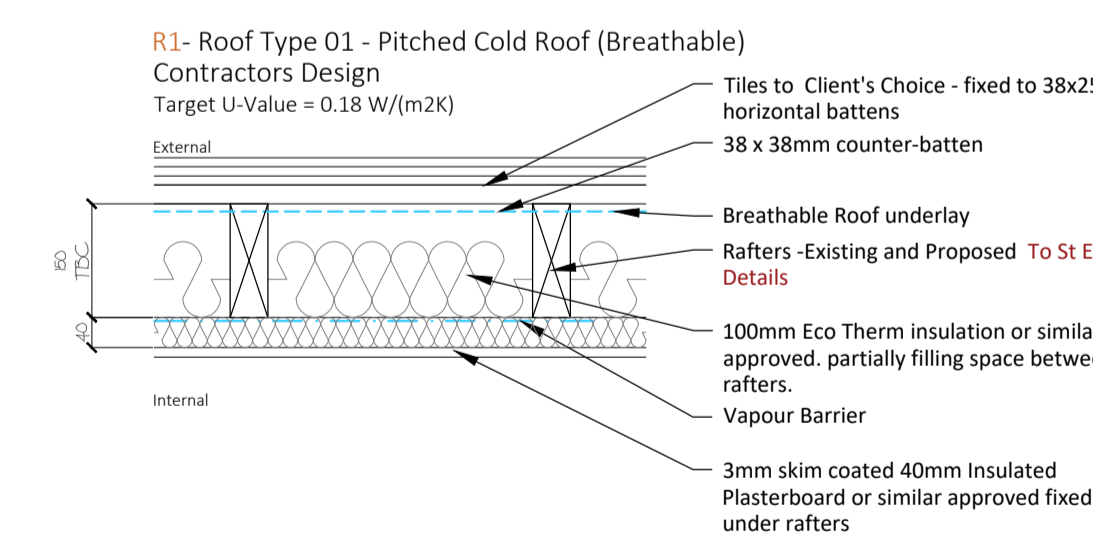 R1- Roof Type 01 - Pitched Cold Roof (Breathable)
Contractors Design
Target U-Value = 0.18 W/(m2K)
External
Tiles to Client's Choice - fixed to 38x25
horizontal battens
38 x 38mm counter-batten
Breathable Roof underlay
Rafters -Existing and Proposed To St E
Details
150
TBC
40
100mm Eco Therm insulation or simila
approved. partially filling space betwe
rafters.
Vapour Barrier
Internal
3mm skim coated 40mm Insulated
Plasterboard or similar approved fixed
under rafters